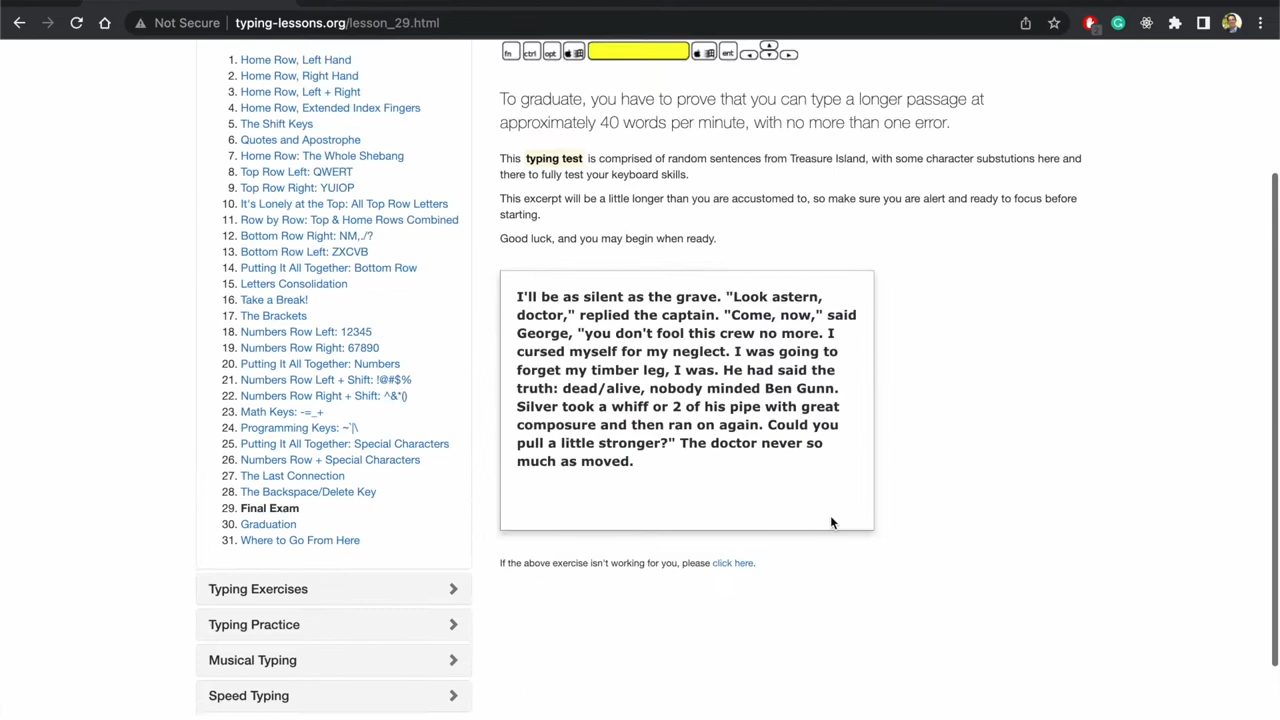 Not Secure | typing-lessons.org/lesson_29.html
2
1. Home Row, Left Hand
2. Home Row, Right Hand
3. Home Row, Left + Right
4. Home Row, Extended Index Fingers
5. The Shift Keys
6. Quotes and Apostrophe
7. Home Row: The Whole Shebang
8. Top Row Left: QWERT
9. Top Row Right: YUIOP
10. It's Lonely at the Top: All Top Row Letters
11. Row by Row: Top & Home Rows Combined
12. Bottom Row Right: NM,./?
13. Bottom Row Left: ZXCVB
14. Putting It All Together: Bottom Row
15. Letters Consolidation
16. Take a Break!
17. The Brackets
18. Numbers Row Left: 12345
19. Numbers Row Right: 67890
20. Putting It All Together: Numbers
21. Numbers Row Left + Shift: !@#$%
22. Numbers Row Right + Shift: ^&*()
23. Math Keys: -=_+
24. Programming Keys: ~`|\
25. Putting It All Together: Special Characters
26. Numbers Row + Special Characters
27. The Last Connection
28. The Backspace/Delete Key
29. Final Exam
30. Graduation
31. Where to Go From Here
Typing Exercises
Typing Practice
Musical Typing
Speed Typing
fn ctrl opt ent
To graduate, you have to prove that you can type a longer passage at
approximately 40 words per minute, with no more than one error.
This typing test is comprised of random sentences from Treasure Island, with some character substutions here and
there to fully test your keyboard skills.
This excerpt will be a little longer than you are accustomed to, so make sure you are alert and ready to focus before
starting.
Good luck, and you may begin when ready.
I'll be as silent as the grave. "Look astern,
doctor," replied the captain. "Come, now," said
George, "you don't fool this crew no more. I
cursed myself for my neglect. I was going to
forget my timber leg, I was. He had said the
truth: dead/alive, nobody minded Ben Gunn.
Silver took a whiff or 2 of his pipe with great
composure and then ran on again. Could you
pull a little stronger?" The doctor never so
much as moved.
If the above exercise isn't working for you, please click here.